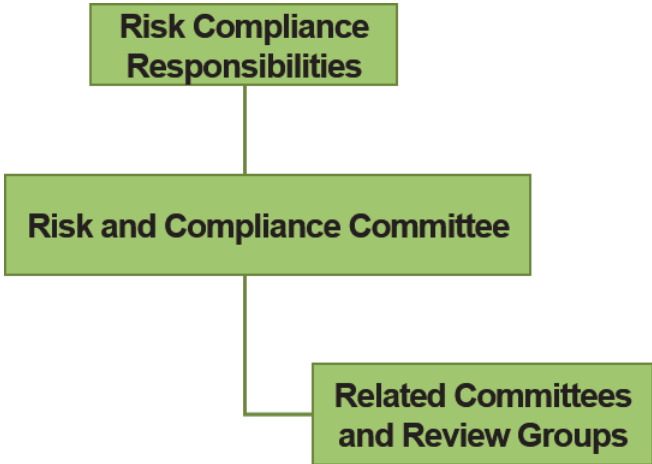 Risk Compliance
Responsibilities
Risk and Compliance Committee
Related Committees
and Review Groups